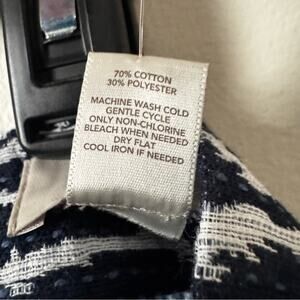 70% COTTON
30% POLYESTER
MACHINE WASH COLD
GENTLE CYCLE
ONLY NON-CHLORINE
BLEACH WHEN NEEDED
DRY FLAT
COOL IRON IF NEEDED